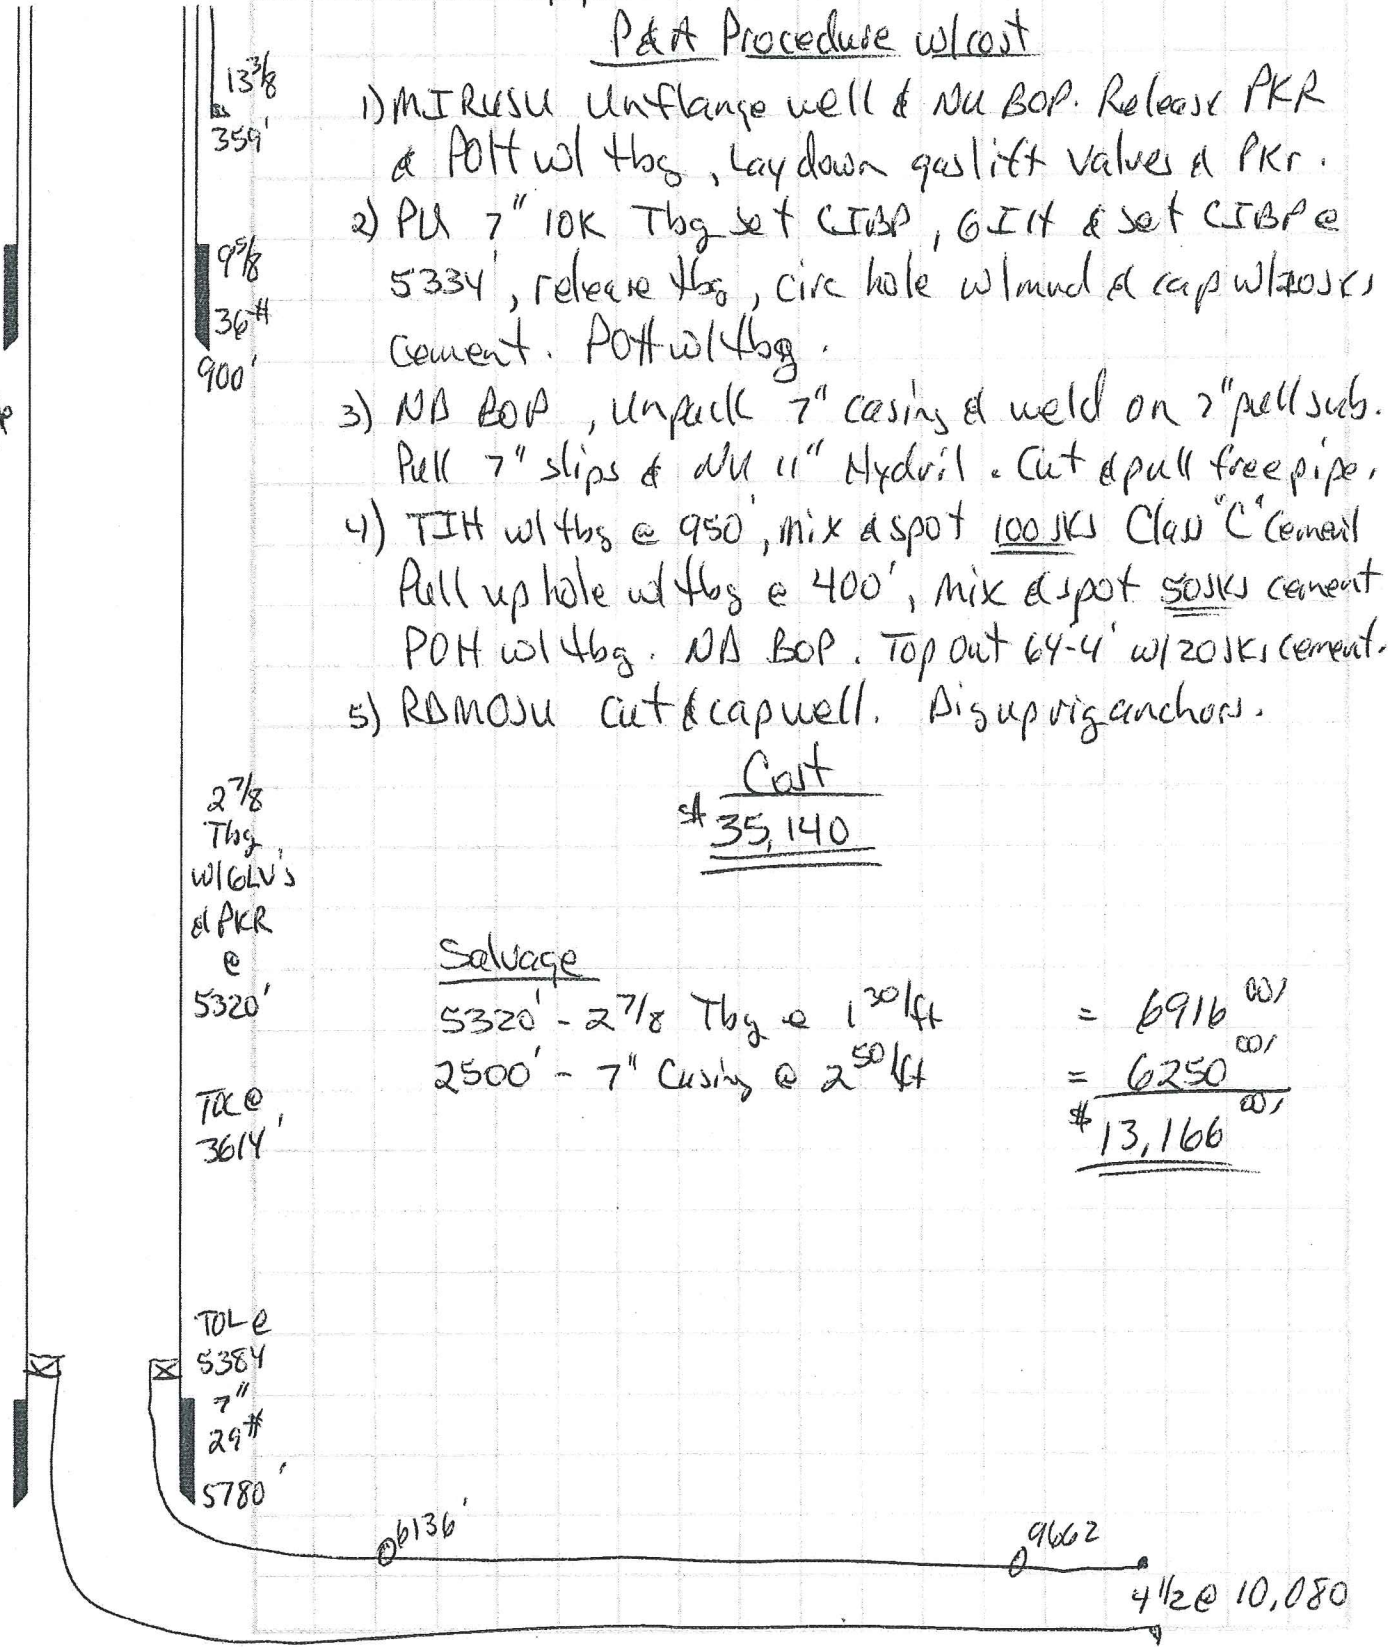 P&A Procedure w/cost
1) MIRUSU Unflange well & NU BOP. Release PKR
& POH w/ tbg, Lay down gas lift valves & Pkr.
2) PU 7" 10K Tbg set CIBP, GIH & set CIBP @
5334', release tbg, circ hole w/mud & cap w/20sks
Cement. POH w/tbg.
3) ND BOP, Unpack 7" casing & weld on 7" pull sub.
Pull 7" slips & NU 11" Hydril. Cut & pull free pipe.
4) TIH w/ tbg @ 950', mix & spot 100 sks Class "C" Cement
Pull up hole w/ tbg @ 400', mix & spot 50sks cement
POH w/ tbg. ND BOP. Top Out 64-4' w/20 sks cement.
5) RDMOSU Cut & cap well. Dig up rig anchors.
Cost
$ 35,140
Salvage
5320' - 2 7/8 Tbg @ 1 30/ft = 6916 00/
2500' - 7" Casing @ 2 50/ft = 6250 00/
$ 13,166 00/
13 3/8
359'
9 5/8
36#
900'
2 7/8
Tbg
W/GLV's
& PKR
@
5320'
TOC @
3614'
TOL @
5384
7"
29#
5780'
6136'
9662
4 1/2 @ 10,080